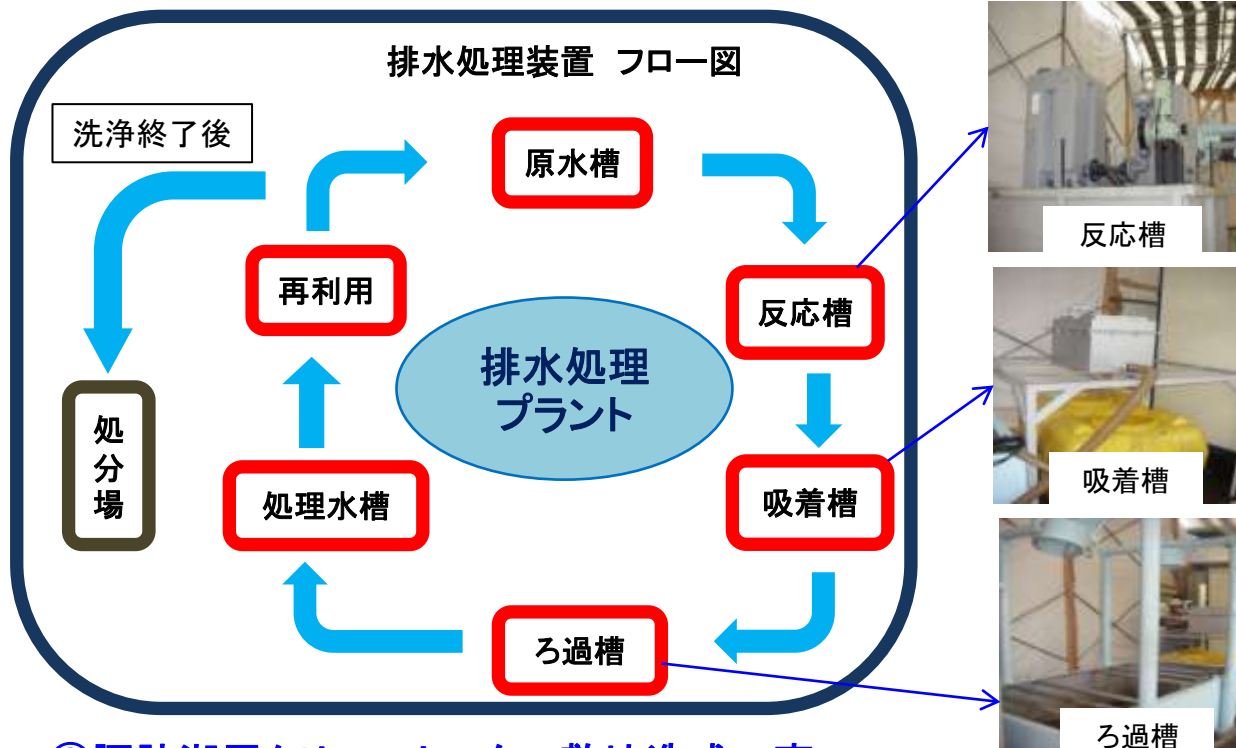 排水処理装置 フロー図
洗浄終了後
原水槽
再利用
反応槽
排水処理
プラント
処分場
処理水槽
吸着槽
ろ過槽
反応槽
吸着槽
ろ過槽